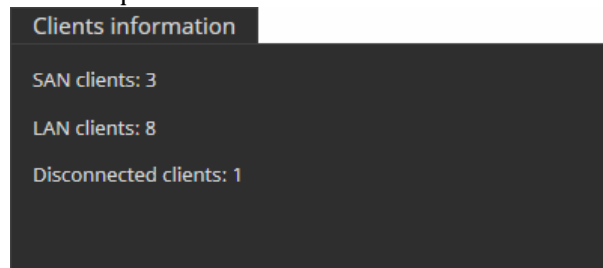 Clients information
SAN clients: 3
LAN clients: 8
Disconnected clients: 1